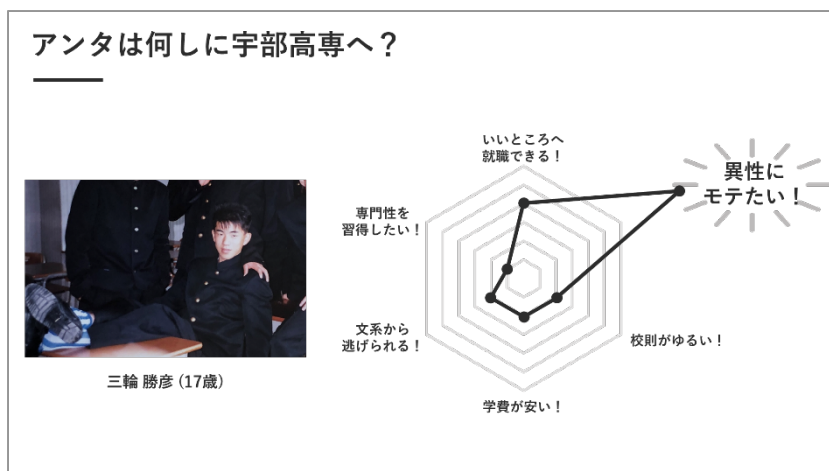 アンタは何しに宇部高専へ？
いいところへ
就職できる！
異性に
モテたい！
専門性を
習得したい！
文系から
逃げられる！
校則がゆるい！
学費が安い！
三輪 勝彦 (17歳)